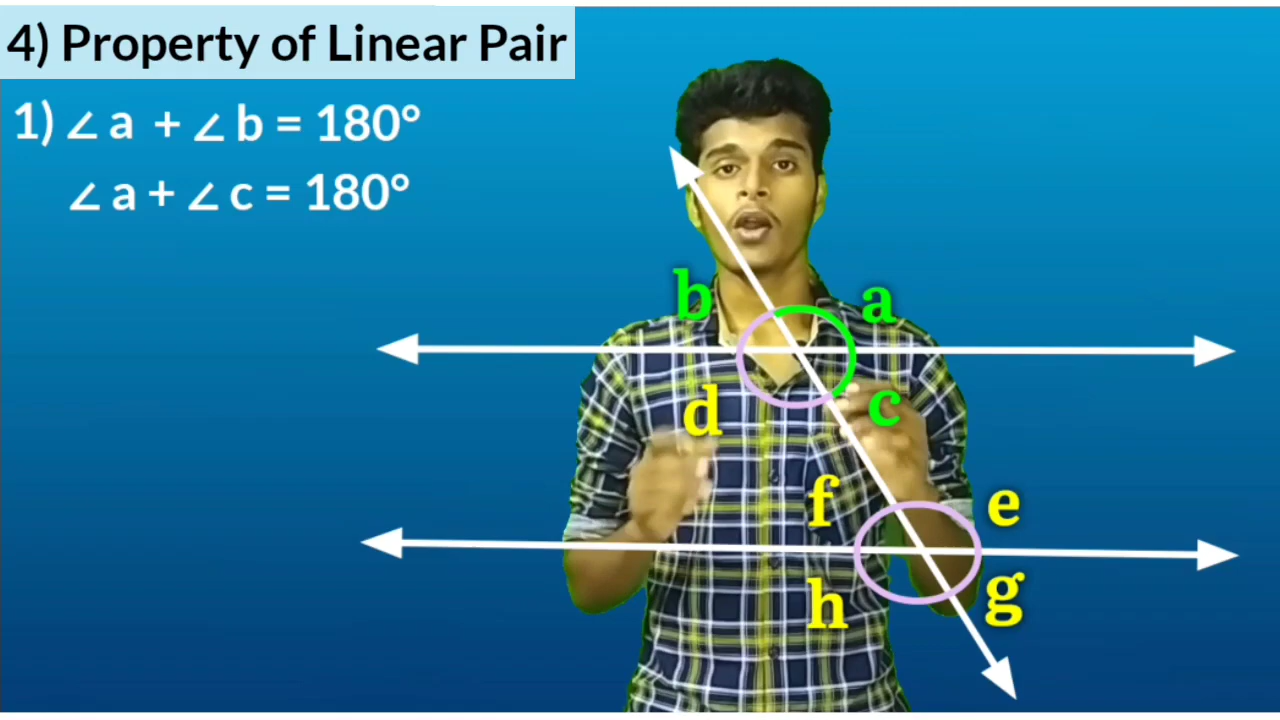 4) Property of Linear Pair
1) ∠ a + ∠ b = 180°
∠ a + ∠ c = 180°
b a
d c
f e
h g